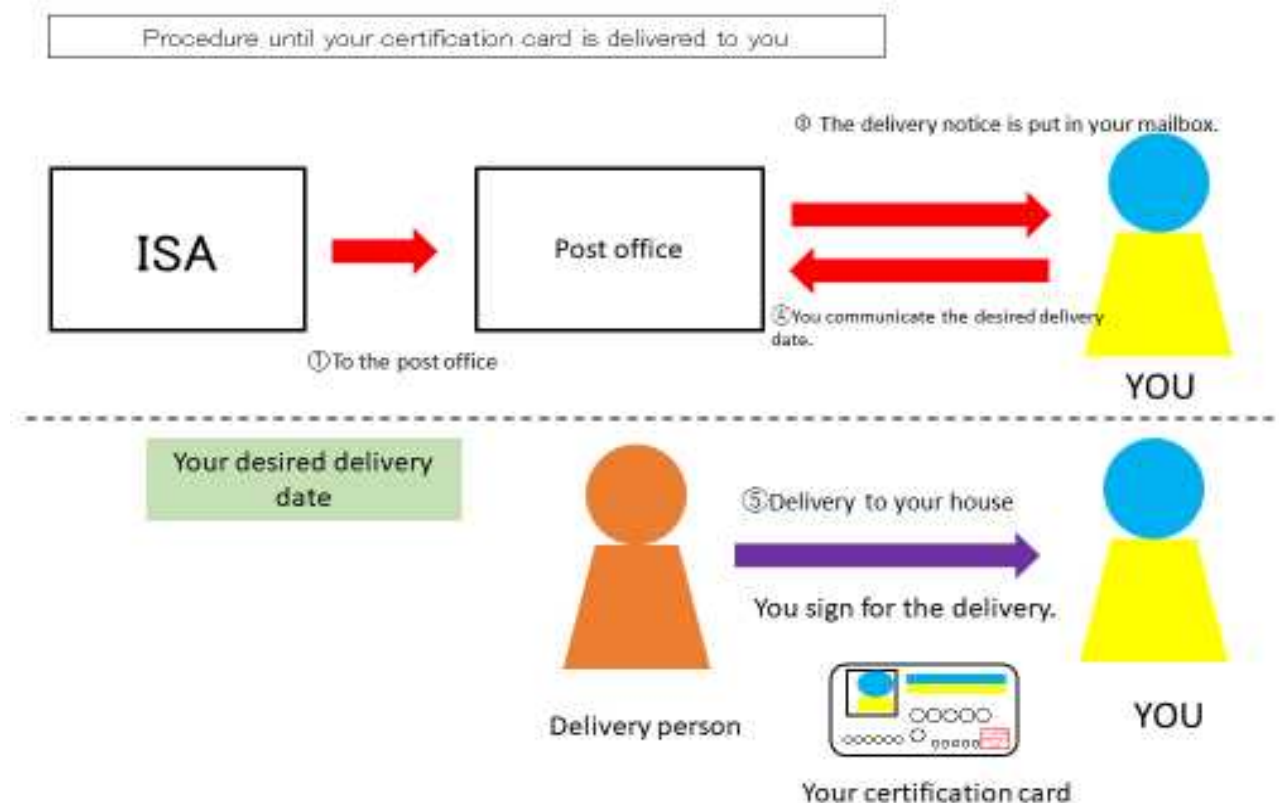 Procedure until your certification card is delivered to you
③ The delivery notice is put in your mailbox.
ISA
Post office
④You communicate the desired delivery
date.
①To the post office
YOU
Your desired delivery
date
⑤Delivery to your house
You sign for the delivery.
Delivery person
YOU
Your certification card